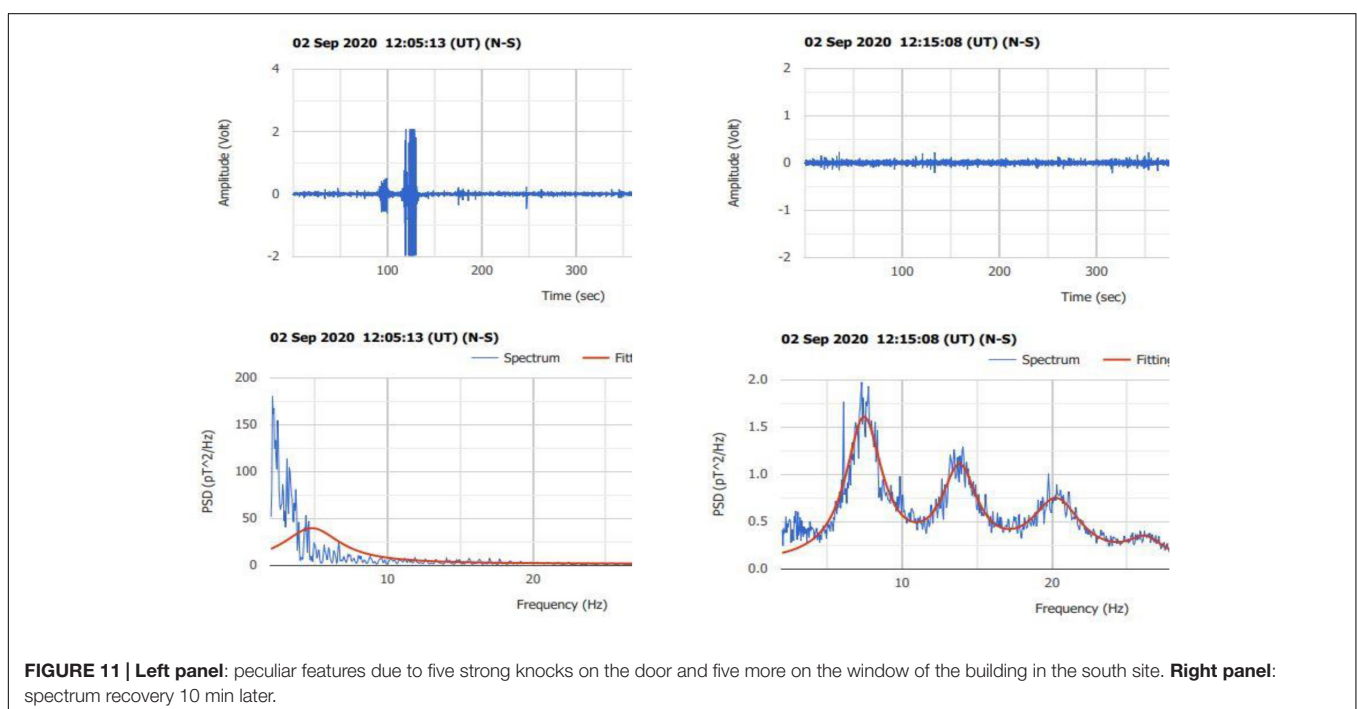 02 Sep 2020 12:05:13 (UT) (N-S)
4
2
0
-2
Amplitude (Volt)
100
200
300
Time (sec)
02 Sep 2020 12:15:08 (UT) (N-S)
2
1
0
-1
-2
Amplitude (Volt)
100
200
300
Time (sec)
02 Sep 2020 12:05:13 (UT) (N-S)
Spectrum
Fitt
200
150
100
50
0
PSD (pT^2/Hz)
10
20
Frequency (Hz)
02 Sep 2020 12:15:08 (UT) (N-S)
Spectrum
Fitting
2.0
1.5
1.0
0.5
0.0
PSD (pT^2/Hz)
10
20
Frequency (Hz)
FIGURE 11 | Left panel: peculiar features due to five strong knocks on the door and five more on the window of the building in the south site. Right panel:
spectrum recovery 10 min later.